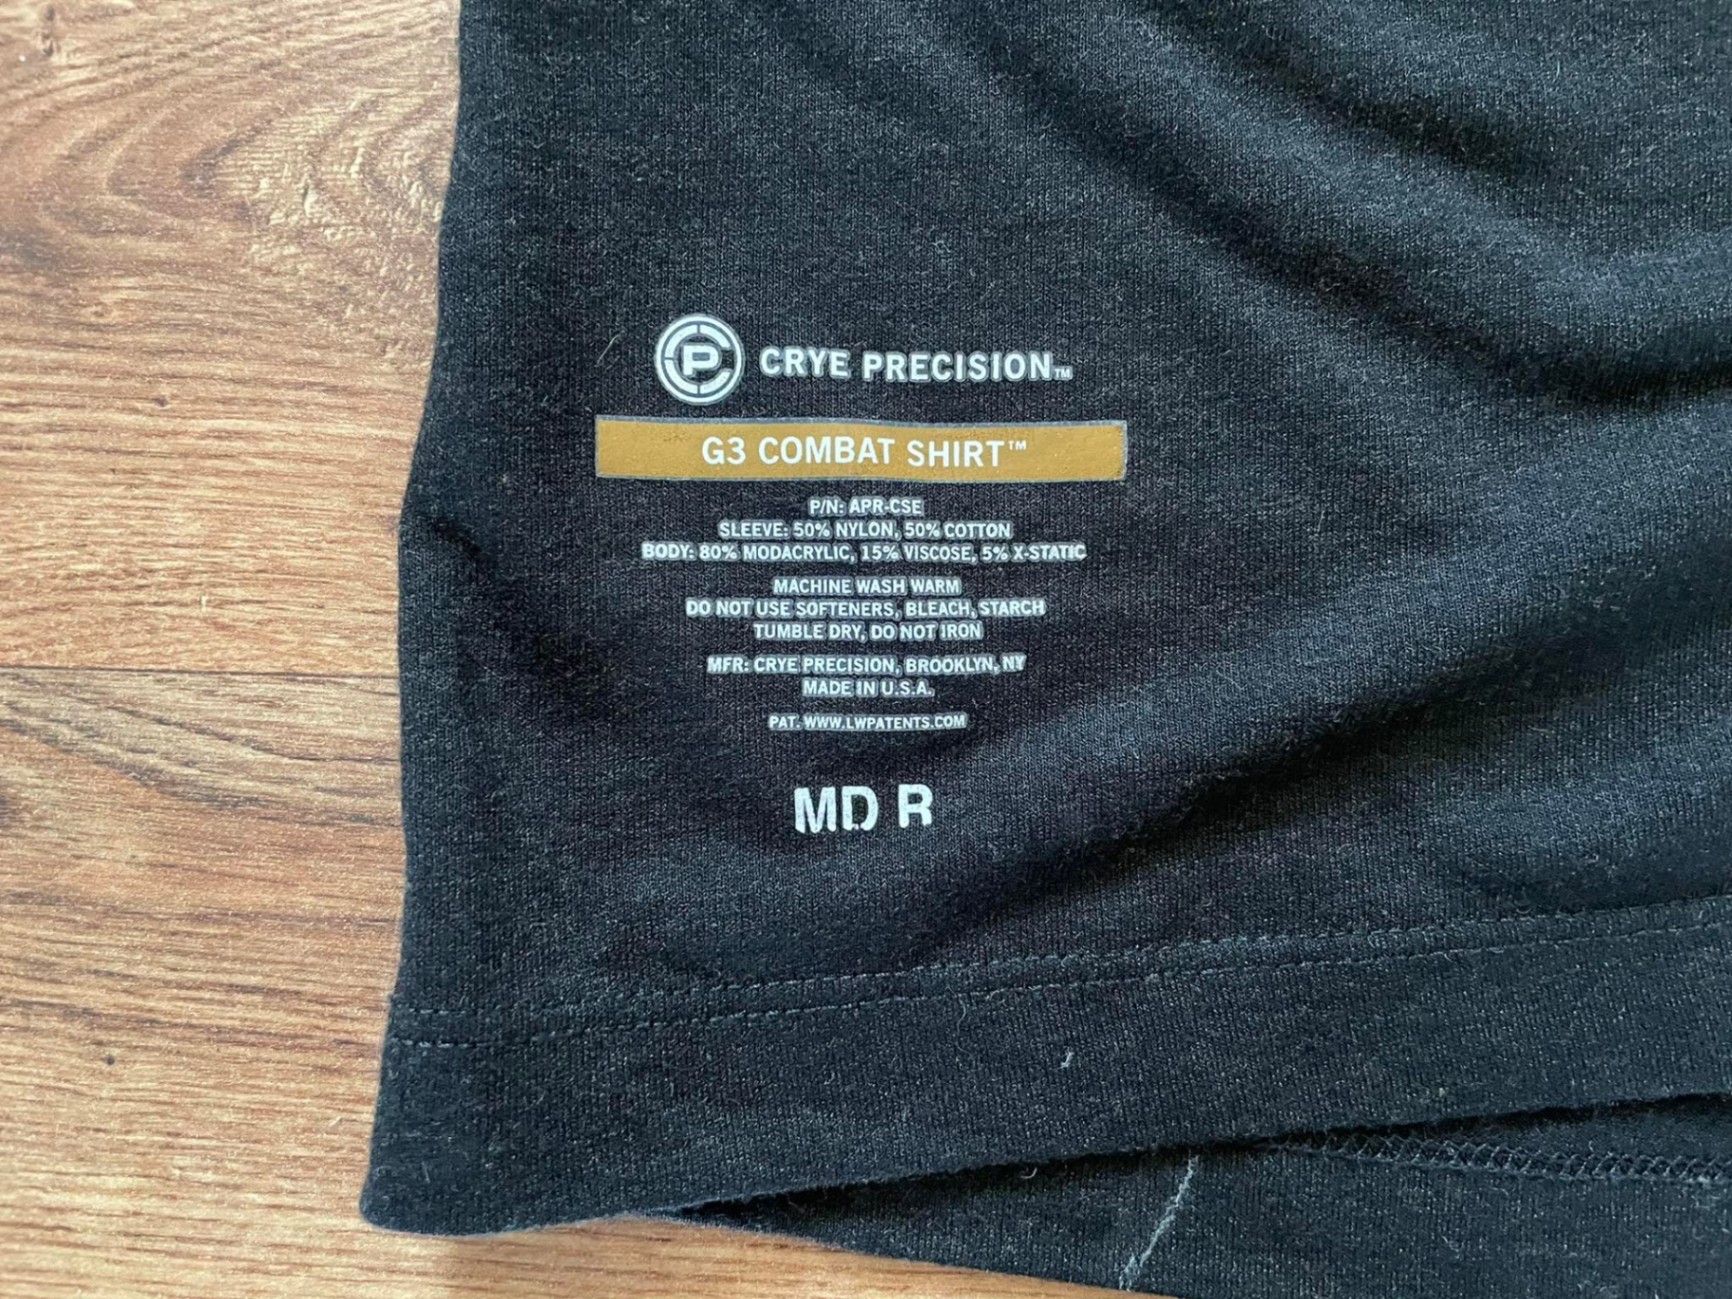 CP CRYE PRECISION™
G3 COMBAT SHIRT™
P/N: APR-CSE
SLEEVE: 50% NYLON, 50% COTTON
BODY: 80% MODACRYLIC, 15% VISCOSE, 5% X-STATIC
MACHINE WASH WARM
DO NOT USE SOFTENERS, BLEACH, STARCH
TUMBLE DRY, DO NOT IRON
MFR: CRYE PRECISION, BROOKLYN, NY
MADE IN U.S.A.
PAT. WWW.LWPATENTS.COM
MD R